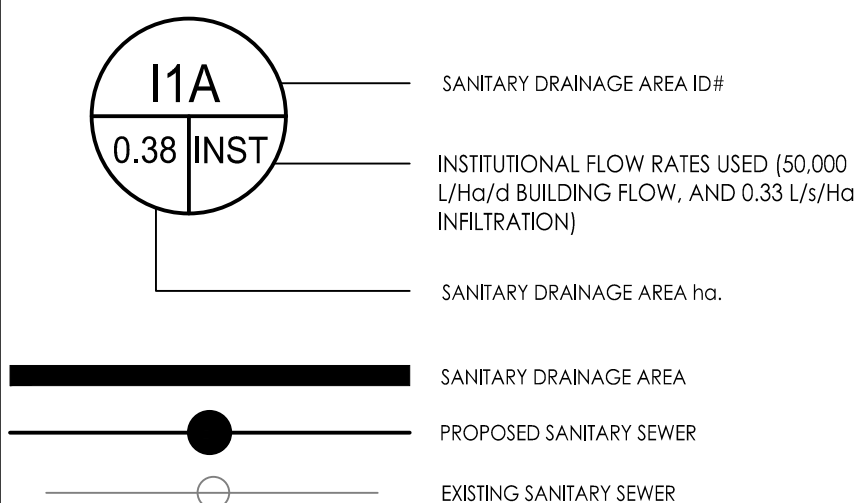 I1A
0.38 INST
SANITARY DRAINAGE AREA ID#
INSTITUTIONAL FLOW RATES USED (50,000
L/Ha/d BUILDING FLOW, AND 0.33 L/s/Ha
INFILTRATION)
SANITARY DRAINAGE AREA ha.
SANITARY DRAINAGE AREA
PROPOSED SANITARY SEWER
EXISTING SANITARY SEWER